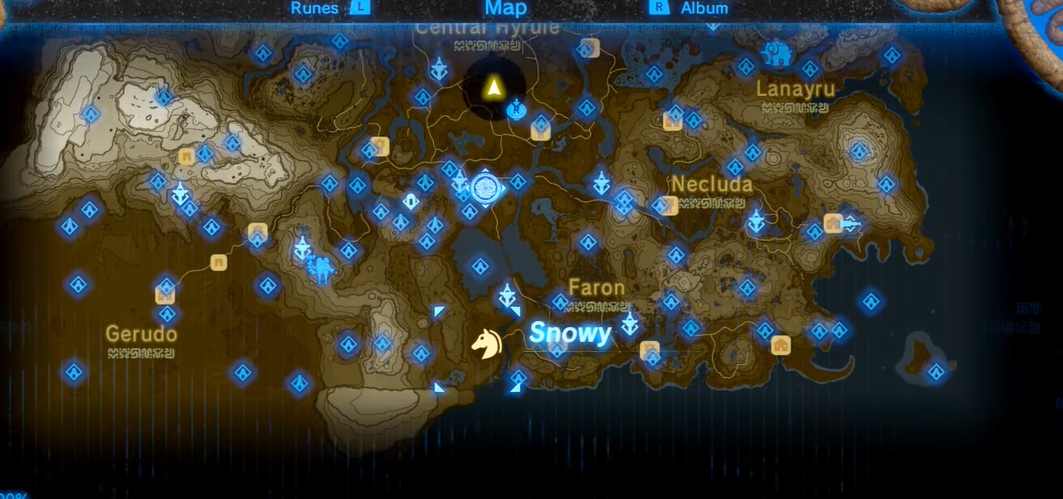 Runes L Map R Album
Central Hyrule
Lanayru
Necluda
Faron
Snowy
Gerudo